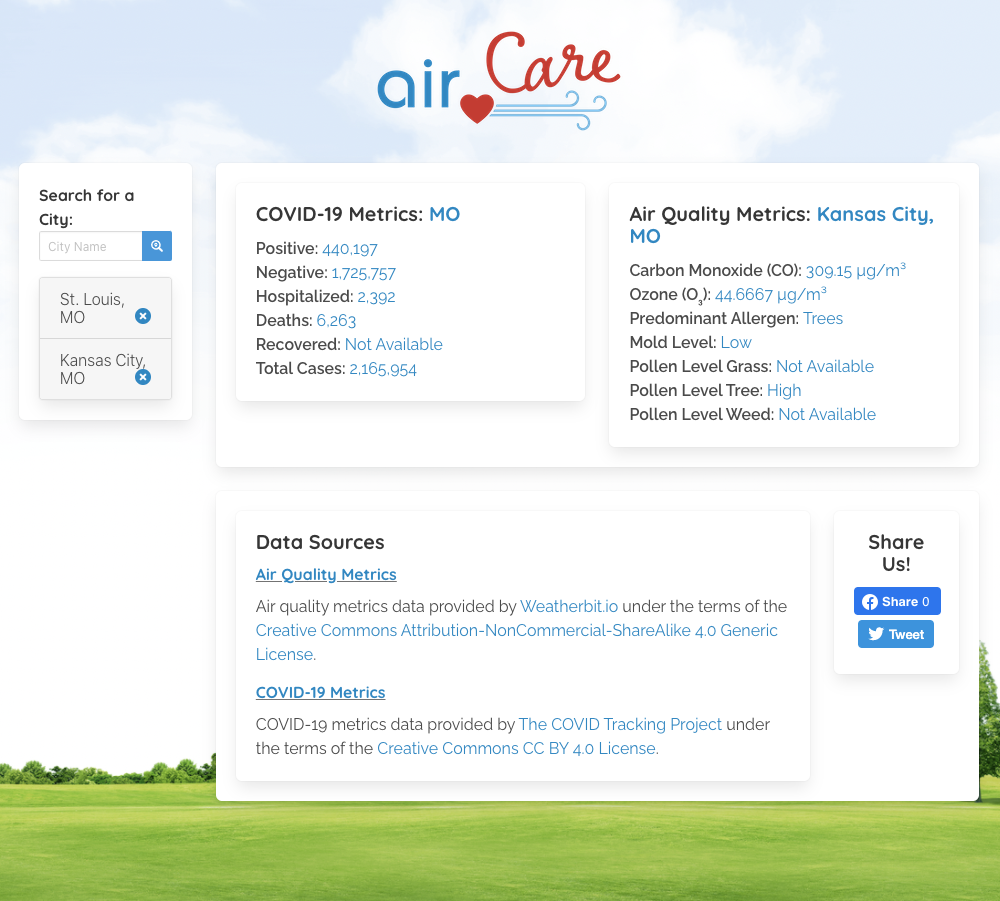 air Care
Search for a
City:
City Name
St. Louis,
MO
Kansas City,
MO
COVID-19 Metrics: MO
Positive: 440,197
Negative: 1,725,757
Hospitalized: 2,392
Deaths: 6,263
Recovered: Not Available
Total Cases: 2,165,954
Air Quality Metrics: Kansas City,
MO
Carbon Monoxide (CO): 309.15 µg/m³
Ozone (O₃): 44.6667 µg/m³
Predominant Allergen: Trees
Mold Level: Low
Pollen Level Grass: Not Available
Pollen Level Tree: High
Pollen Level Weed: Not Available
Data Sources
Air Quality Metrics
Air quality metrics data provided by Weatherbit.io under the terms of the
Creative Commons Attribution-NonCommercial-ShareAlike 4.0 Generic
License.
COVID-19 Metrics
COVID-19 metrics data provided by The COVID Tracking Project under
the terms of the Creative Commons CC BY 4.0 License.
Share
Us!
Share 0
Tweet